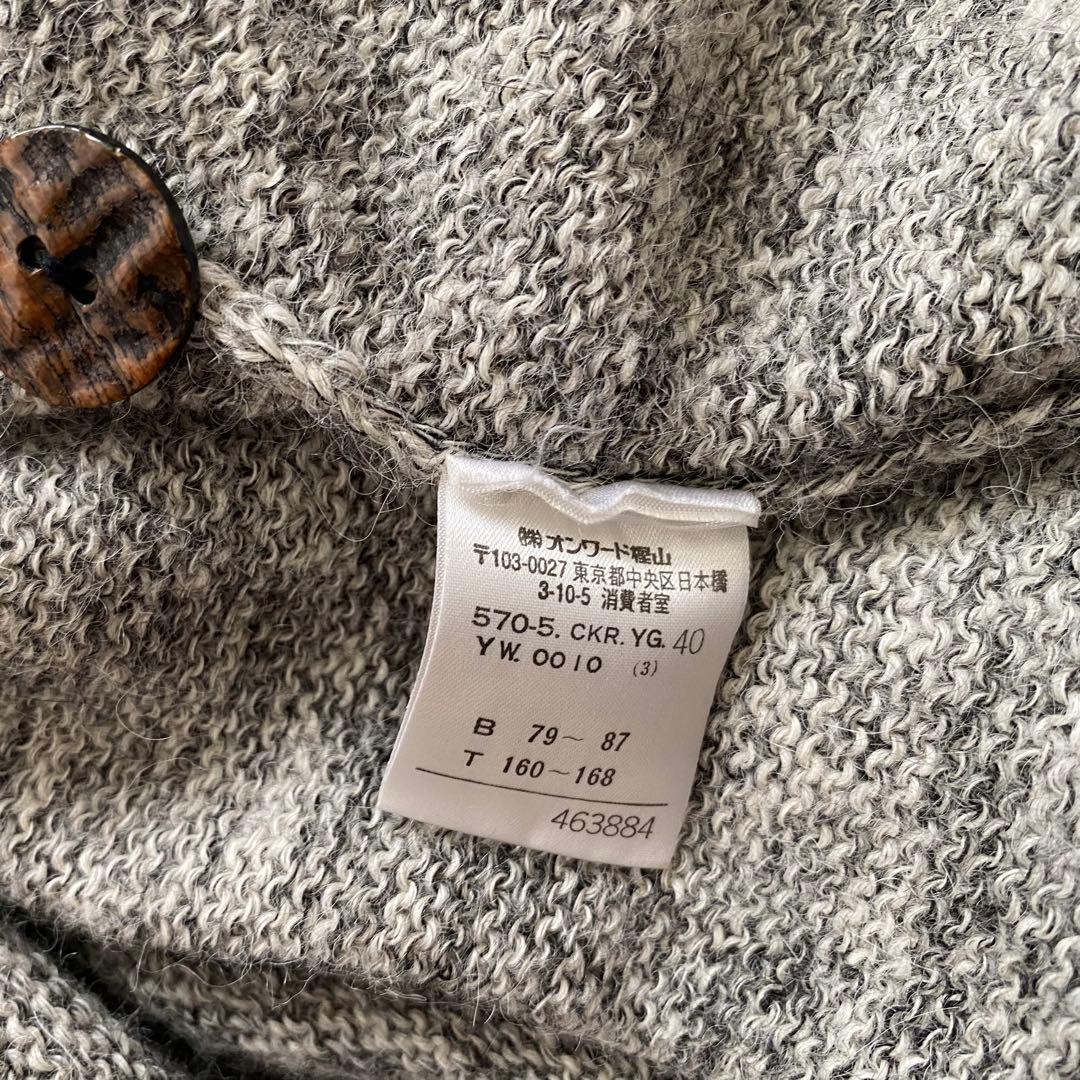 ㈱オンワード樫山
〒103-0027 東京都中央区日本橋
3-10-5 消費者室
570-5. CKR. YG. 40
YW. 0010 (3)
B 79~ 87
T 160~168
463884